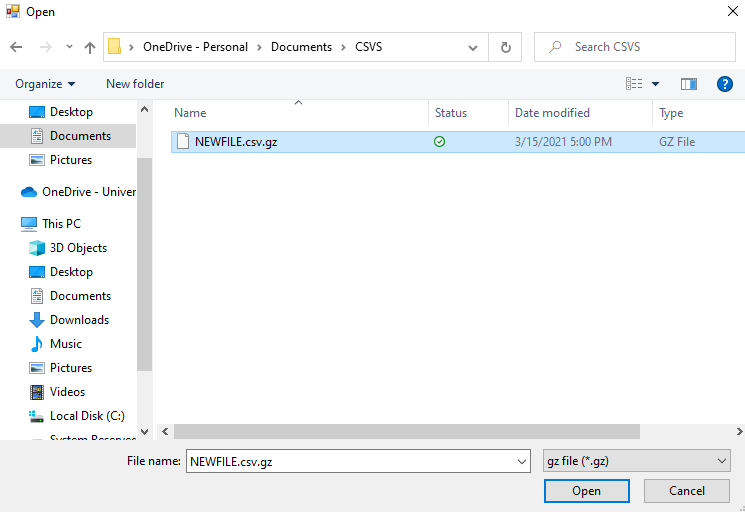 Open
OneDrive - Personal > Documents > CSVS
Search CSVS
Organize
New folder
Name Status Date modified Type
NEWFILE.csv.gz 3/15/2021 5:00 PM GZ File
Desktop
Documents
Pictures
OneDrive - Univer
This PC
3D Objects
Desktop
Documents
Downloads
Music
Pictures
Videos
Local Disk (C:)
System Reserve
File name: NEWFILE.csv.gz gz file (*.gz)
Open Cancel